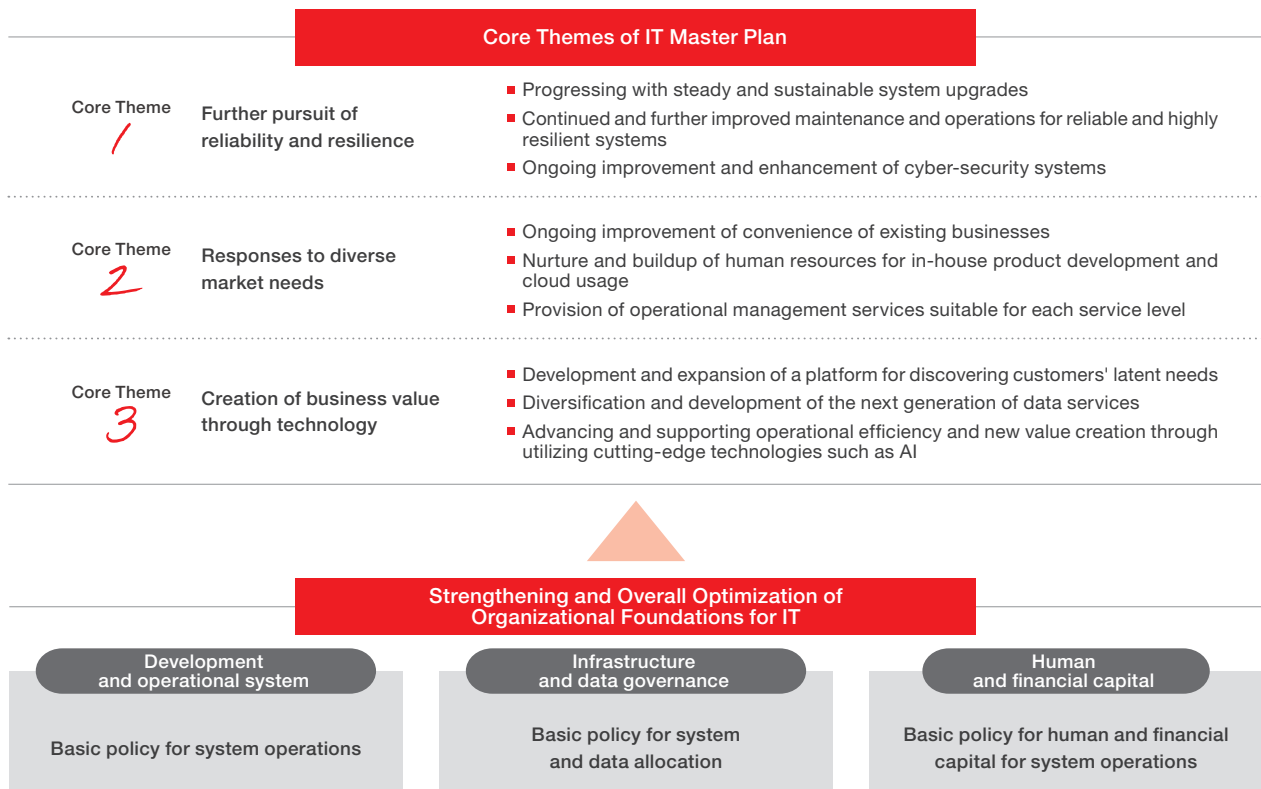 Core Themes of IT Master Plan
Core Theme
1
Further pursuit of
reliability and resilience
Progressing with steady and sustainable system upgrades
Continued and further improved maintenance and operations for reliable and highly
resilient systems
Ongoing improvement and enhancement of cyber-security systems
Core Theme
2
Responses to diverse
market needs
Ongoing improvement of convenience of existing businesses
Nurture and buildup of human resources for in-house product development and
cloud usage
Provision of operational management services suitable for each service level
Core Theme
3
Creation of business value
through technology
Development and expansion of a platform for discovering customers' latent needs
Diversification and development of the next generation of data services
Advancing and supporting operational efficiency and new value creation through
utilizing cutting-edge technologies such as AI
Strengthening and Overall Optimization of
Organizational Foundations for IT
Development
and operational system
Basic policy for system operations
Infrastructure
and data governance
Basic policy for system
and data allocation
Human
and financial capital
Basic policy for human and financial
capital for system operations